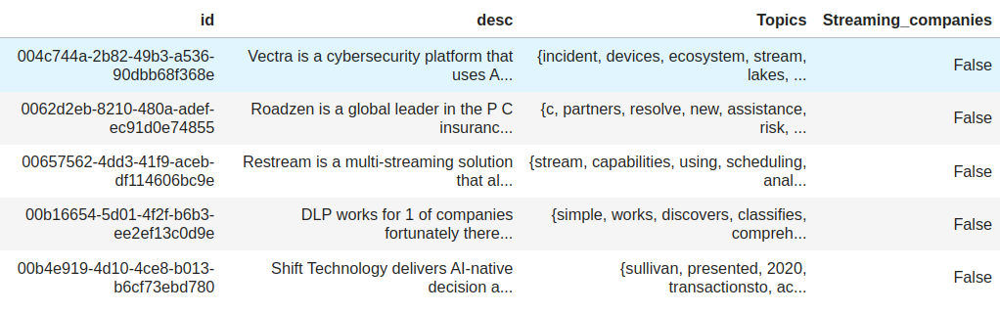 id desc Topics Streaming_companies
004c744a-2b82-49b3-a536- Vectra is a cybersecurity platform that {incident, devices, ecosystem, stream, False
90dbb68f368e uses A... lakes, ...
0062d2eb-8210-480a-adef- Roadzen is a global leader in the P C {c, partners, resolve, new, assistance, False
ec91d0e74855 insuranc... risk, ...
00657562-4dd3-41f9-aceb- Restream is a multi-streaming solution {stream, capabilities, using, scheduling, False
df114606bc9e that al... anal...
00b16654-5d01-4f2f-b6b3- DLP works for 1 of companies {simple, works, discovers, classifies, False
ee2ef13c0d9e fortunately there... compreh...
00b4e919-4d10-4ce8-b013- Shift Technology delivers AI-native {sullivan, presented, 2020, False
b6cf73ebd780 decision a... transactionsto, ac...